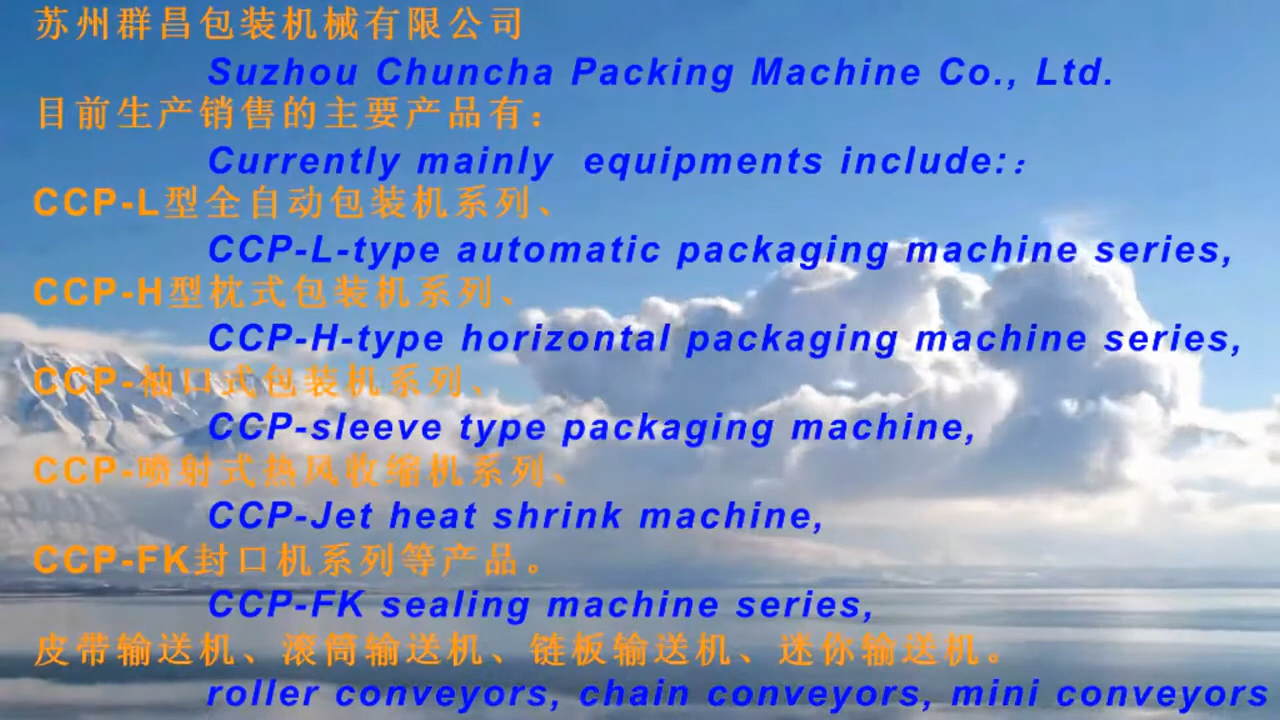 苏州群昌包装机械有限公司
Suzhou Chuncha Packing Machine Co., Ltd.
目前生产销售的主要产品有：
Currently mainly equipments include:：
CCP-L型全自动包装机系列、
CCP-L-type automatic packaging machine series,
CCP-H型枕式包装机系列、
CCP-H-type horizontal packaging machine series,
CCP-袖口式包装机系列、
CCP-sleeve type packaging machine,
CCP-喷射式热风收缩机系列、
CCP-Jet heat shrink machine,
CCP-FK封口机系列等产品。
CCP-FK sealing machine series,
皮带输送机、滚筒输送机、链板输送机、迷你输送机。
roller conveyors, chain conveyors, mini conveyors